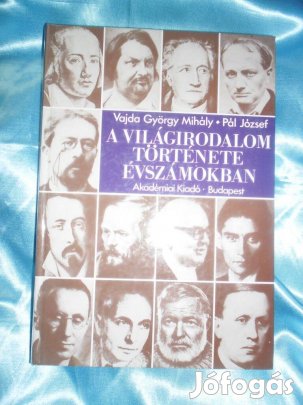 Vajda György Mihály • Pál József
A VILÁGIRODALOM
TÖRTÉNETE
ÉVSZÁMOKBAN
Akadémiai Kiadó · Budapest
Jófogás